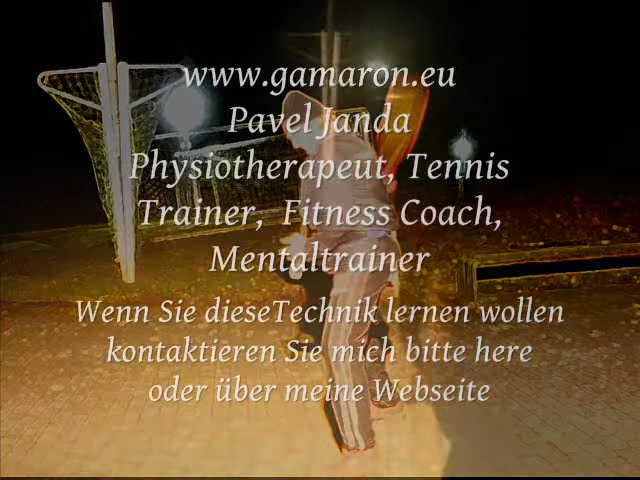 www.gamaron.eu
Pavel Janda
Physiotherapeut, Tennis
Trainer, Fitness Coach,
Mentaltrainer
Wenn Sie dieseTechnik lernen wollen
kontaktieren Sie mich bitte here
oder über meine Webseite